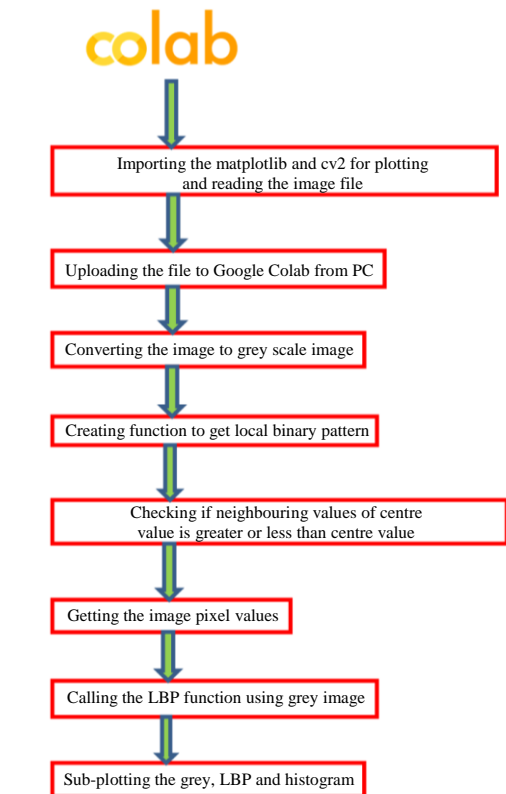 colab
Importing the matplotlib and cv2 for plotting
and reading the image file
Uploading the file to Google Colab from PC
Converting the image to grey scale image
Creating function to get local binary pattern
Checking if neighbouring values of centre
value is greater or less than centre value
Getting the image pixel values
Calling the LBP function using grey image
Sub-plotting the grey, LBP and histogram